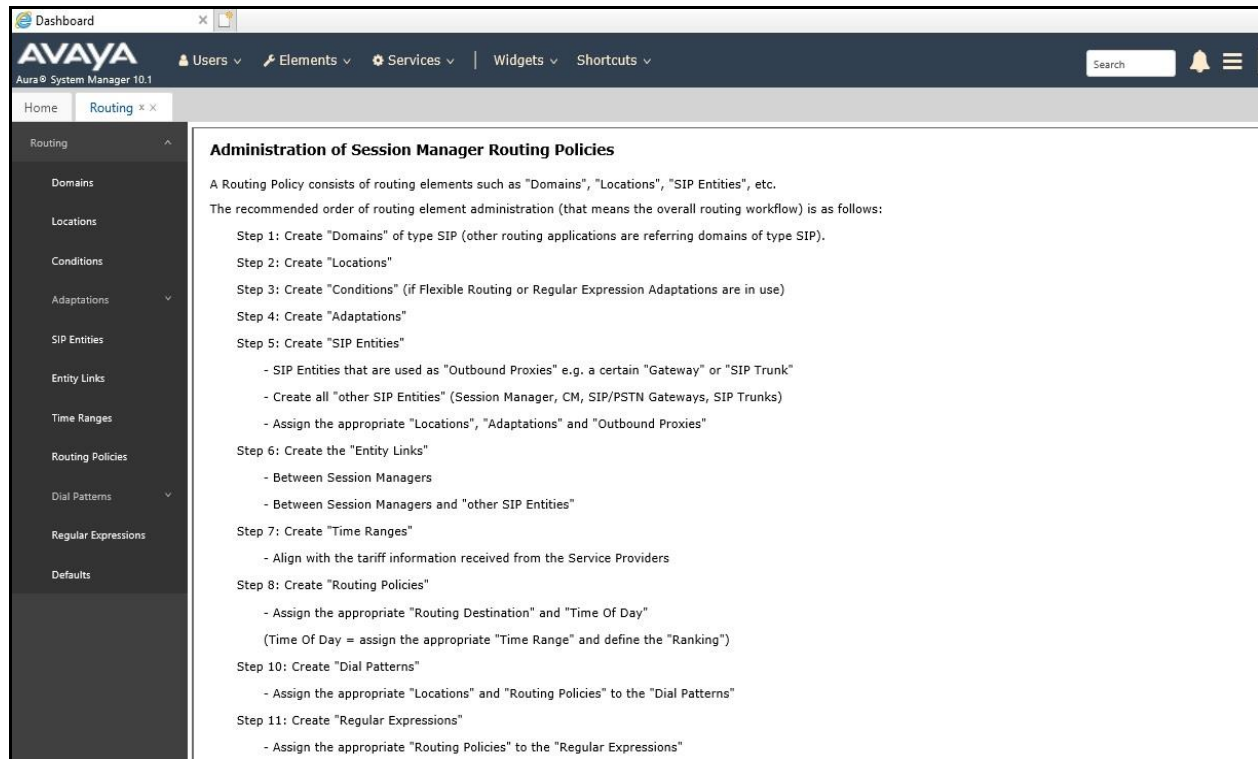 Dashboard
AVAYA
Aura® System Manager 10.1
Users
Elements
Services
Widgets
Shortcuts
Search
Home
Routing
Routing
Domains
Locations
Conditions
Adaptations
SIP Entities
Entity Links
Time Ranges
Routing Policies
Dial Patterns
Regular Expressions
Defaults
Administration of Session Manager Routing Policies
A Routing Policy consists of routing elements such as "Domains", "Locations", "SIP Entities", etc.
The recommended order of routing element administration (that means the overall routing workflow) is as follows:
Step 1: Create "Domains" of type SIP (other routing applications are referring domains of type SIP).
Step 2: Create "Locations"
Step 3: Create "Conditions" (if Flexible Routing or Regular Expression Adaptations are in use)
Step 4: Create "Adaptations"
Step 5: Create "SIP Entities"
- SIP Entities that are used as "Outbound Proxies" e.g. a certain "Gateway" or "SIP Trunk"
- Create all "other SIP Entities" (Session Manager, CM, SIP/PSTN Gateways, SIP Trunks)
- Assign the appropriate "Locations", "Adaptations" and "Outbound Proxies"
Step 6: Create the "Entity Links"
- Between Session Managers
- Between Session Managers and "other SIP Entities"
Step 7: Create "Time Ranges"
- Align with the tariff information received from the Service Providers
Step 8: Create "Routing Policies"
- Assign the appropriate "Routing Destination" and "Time Of Day"
(Time Of Day = assign the appropriate "Time Range" and define the "Ranking")
Step 10: Create "Dial Patterns"
- Assign the appropriate "Locations" and "Routing Policies" to the "Dial Patterns"
Step 11: Create "Regular Expressions"
- Assign the appropriate "Routing Policies" to the "Regular Expressions"